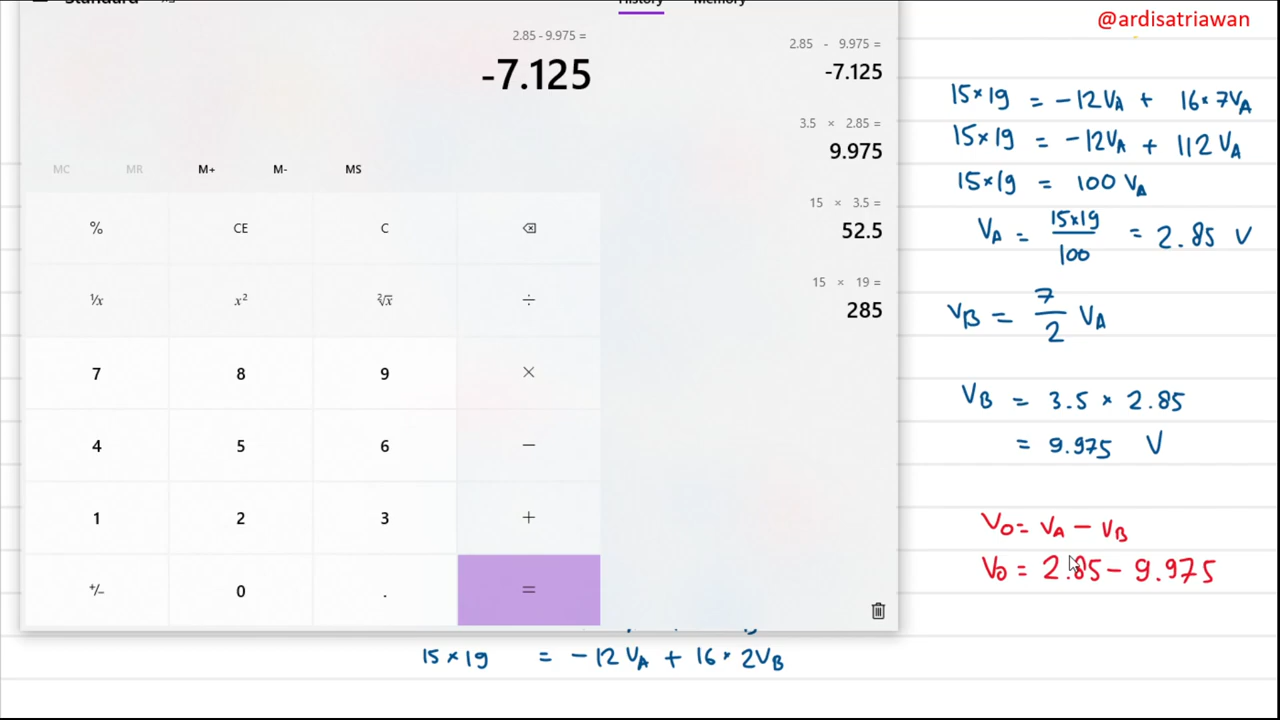 Standard
History Memory
2.85 - 9.975 =
-7.125
MC MR M+ M- MS
% CE C ⌫
¹/x x² ²√x ÷
7 8 9 ×
4 5 6 −
1 2 3 +
+/- 0 . =
2.85 - 9.975 =
-7.125
3.5 × 2.85 =
9.975
15 × 3.5 =
52.5
15 × 19 =
285
@ardisatriawan
15×19 = -12VA + 16×7VA
15×19 = -12VA + 112VA
15×19 = 100 VA
VA = 15×19/100 = 2.85 V
VB = 7/2 VA
VB = 3.5 × 2.85
= 9.975 V
VO = VA - VB
VO = 2.85 - 9.975
15×19 = -12VA + 16×2VB